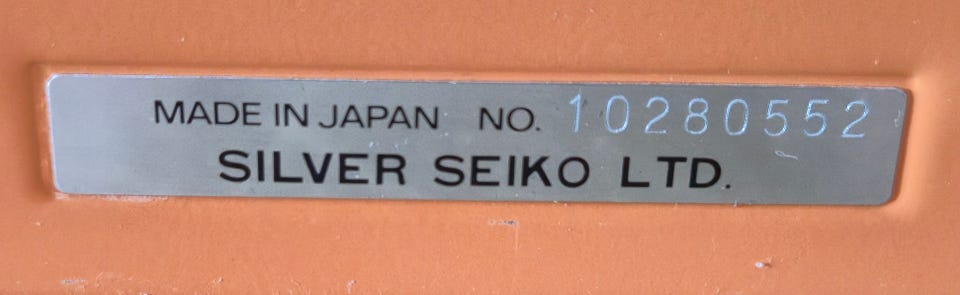 MADE IN JAPAN NO. 10280552
SILVER SEIKO LTD.